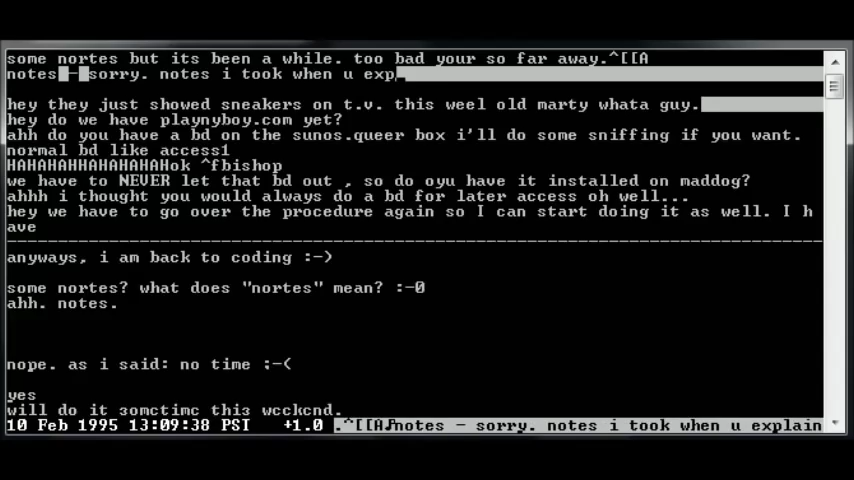 some nortes but its been a while. too bad your so far away.^[[A
notes - sorry. notes i took when u exp
hey they just showed sneakers on t.v. this weel old marty whata guy.
hey do we have playnyboy.com yet?
ahh do you have a bd on the sunos.queer box i'll do some sniffing if you want.
normal bd like access1
HAHAHAHHAHAHAHAHok ^fbishop
we have to NEVER let that bd out , so do oyu have it installed on maddog?
ahhh i thought you would always do a bd for later access oh well...
hey we have to go over the procedure again so I can start doing it as well. I h
ave
anyways, i am back to coding :-)
some nortes? what does "nortes" mean? :-0
ahh. notes.
nope. as i said: no time ;-(
yes
will do it sometime this weekend.
10 Feb 1995 13:09:38 PST +1.0 .^[[A♪notes - sorry. notes i took when u explain